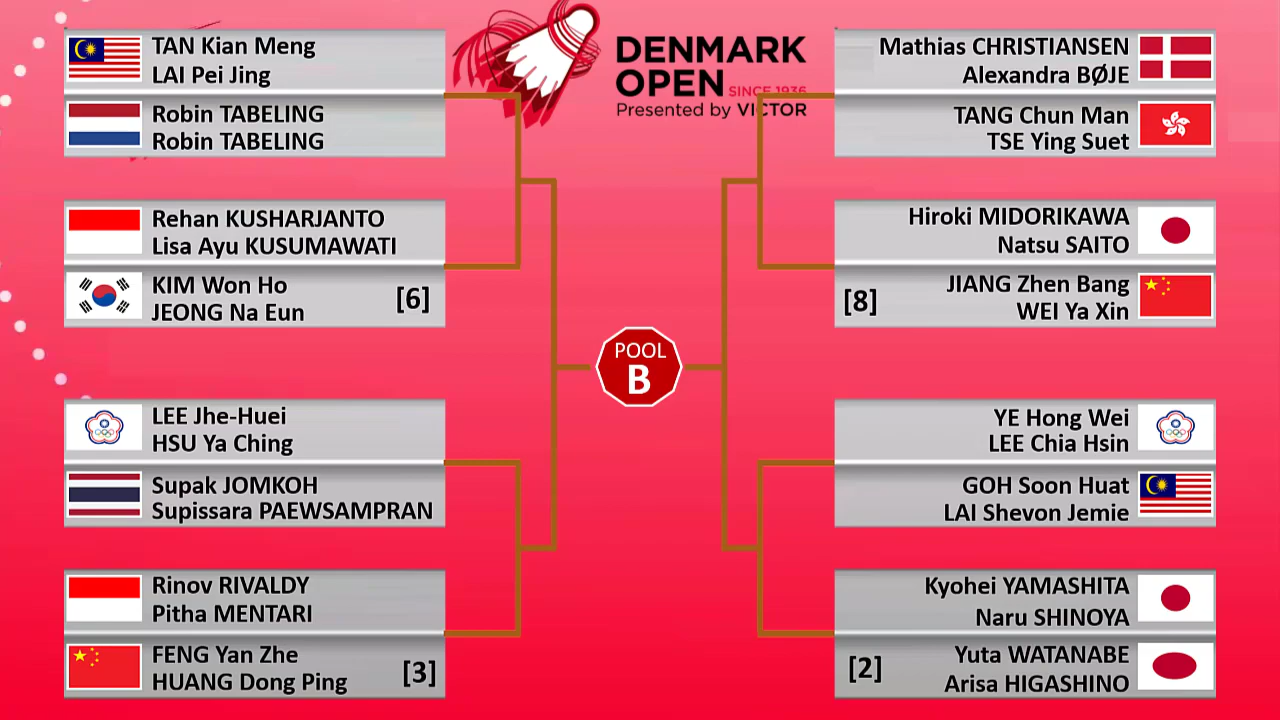 TAN Kian Meng
LAI Pei Jing
Robin TABELING
Robin TABELING
Rehan KUSHARJANTO
Lisa Ayu KUSUMAWATI
KIM Won Ho
JEONG Na Eun
[6]
LEE Jhe-Huei
HSU Ya Ching
Supak JOMKOH
Supissara PAEWSAMPRAN
Rinov RIVALDY
Pitha MENTARI
FENG Yan Zhe
HUANG Dong Ping
[3]
DENMARK
OPEN SINCE 1936
Presented by VICTOR
POOL
B
Mathias CHRISTIANSEN
Alexandra BØJE
TANG Chun Man
TSE Ying Suet
Hiroki MIDORIKAWA
Natsu SAITO
[8]
JIANG Zhen Bang
WEI Ya Xin
YE Hong Wei
LEE Chia Hsin
GOH Soon Huat
LAI Shevon Jemie
Kyohei YAMASHITA
Naru SHINOYA
[2]
Yuta WATANABE
Arisa HIGASHINO